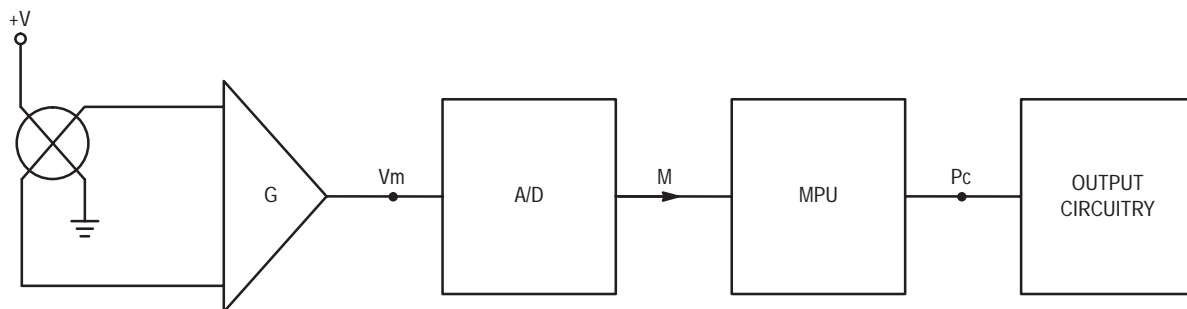 +V
G
Vm
A/D
M
MPU
Pc
OUTPUT
CIRCUITRY